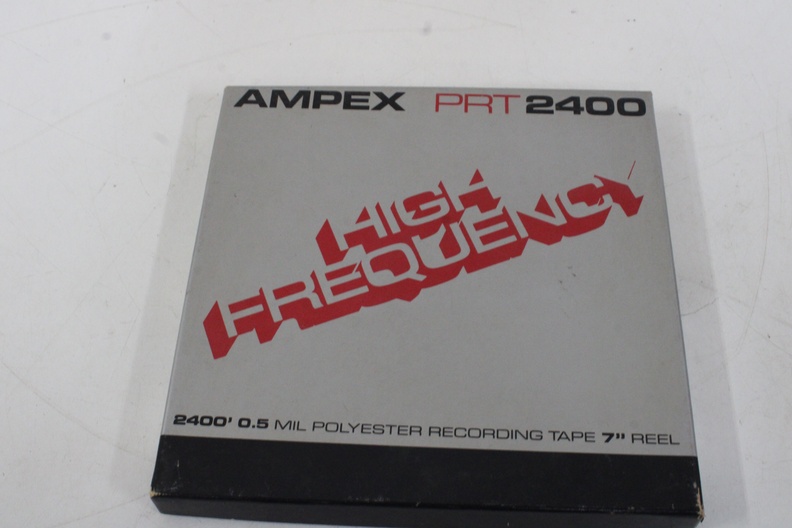 AMPEX PRT 2400
HIGH
FREQUENCY
2400' 0.5 MIL POLYESTER RECORDING TAPE 7" REEL